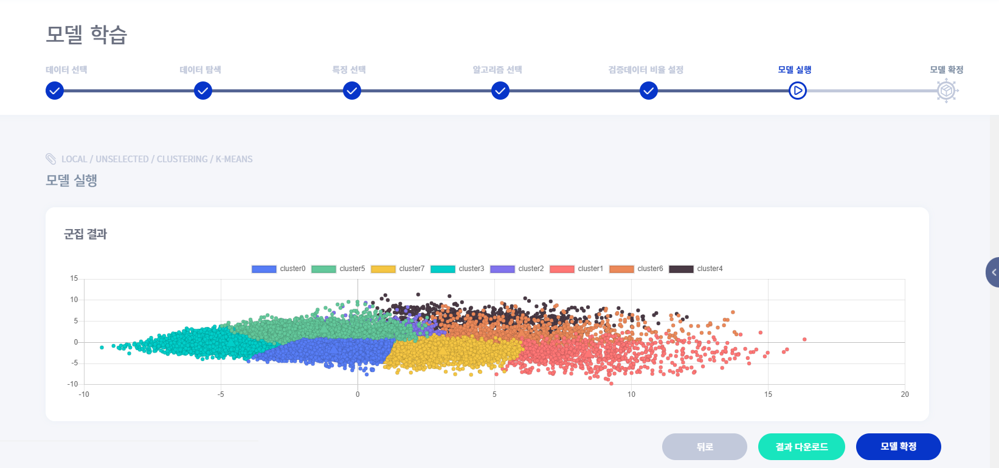 모델 학습
데이터 선택 데이터 탐색 특징 선택 알고리즘 선택 검증데이터 비율 설정 모델 실행 모델 확정
LOCAL / UNSELECTED / CLUSTERING / K-MEANS
모델 실행
군집 결과
cluster0 cluster5 cluster7 cluster3 cluster2 cluster1 cluster6 cluster4
15
10
5
0
-5
-10
-10 -5 0 5 10 15 20
뒤로 결과 다운로드 모델 확정